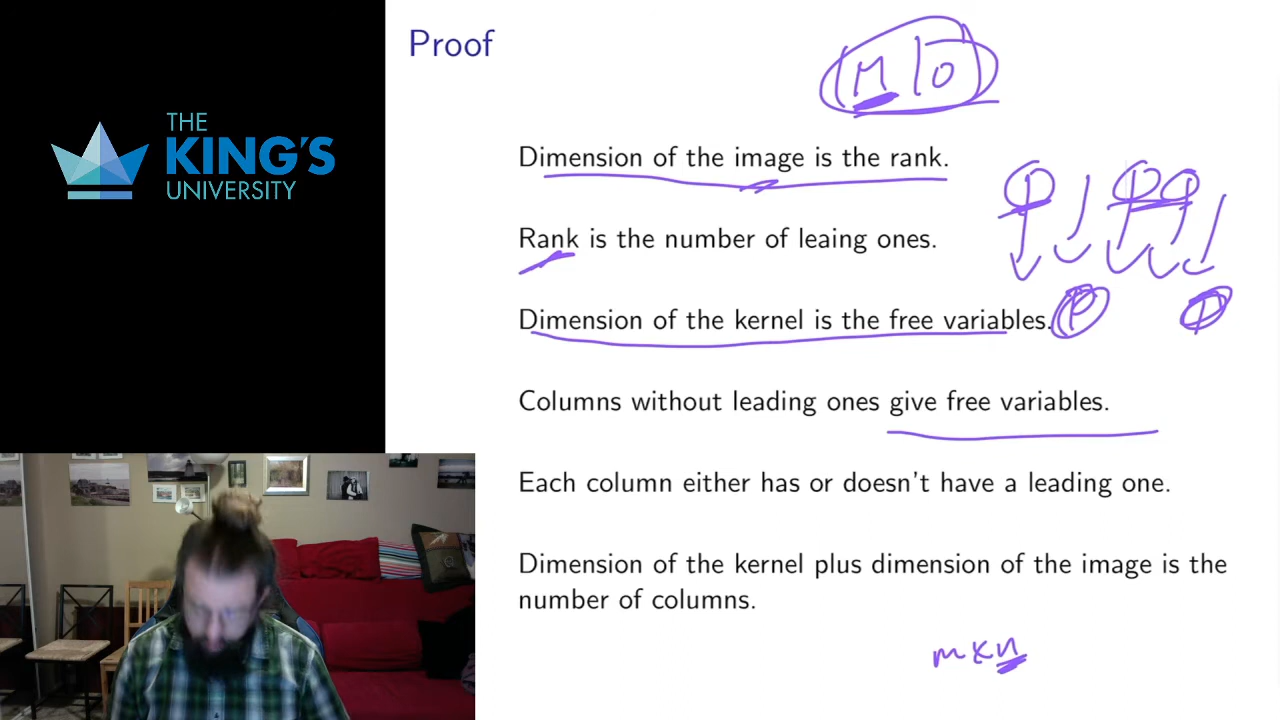 THE
KING'S
UNIVERSITY
Proof
M | 0
Dimension of the image is the rank.
Rank is the number of leaing ones.
Dimension of the kernel is the free variables.
Columns without leading ones give free variables.
Each column either has or doesn't have a leading one.
Dimension of the kernel plus dimension of the image is the
number of columns.
m x n